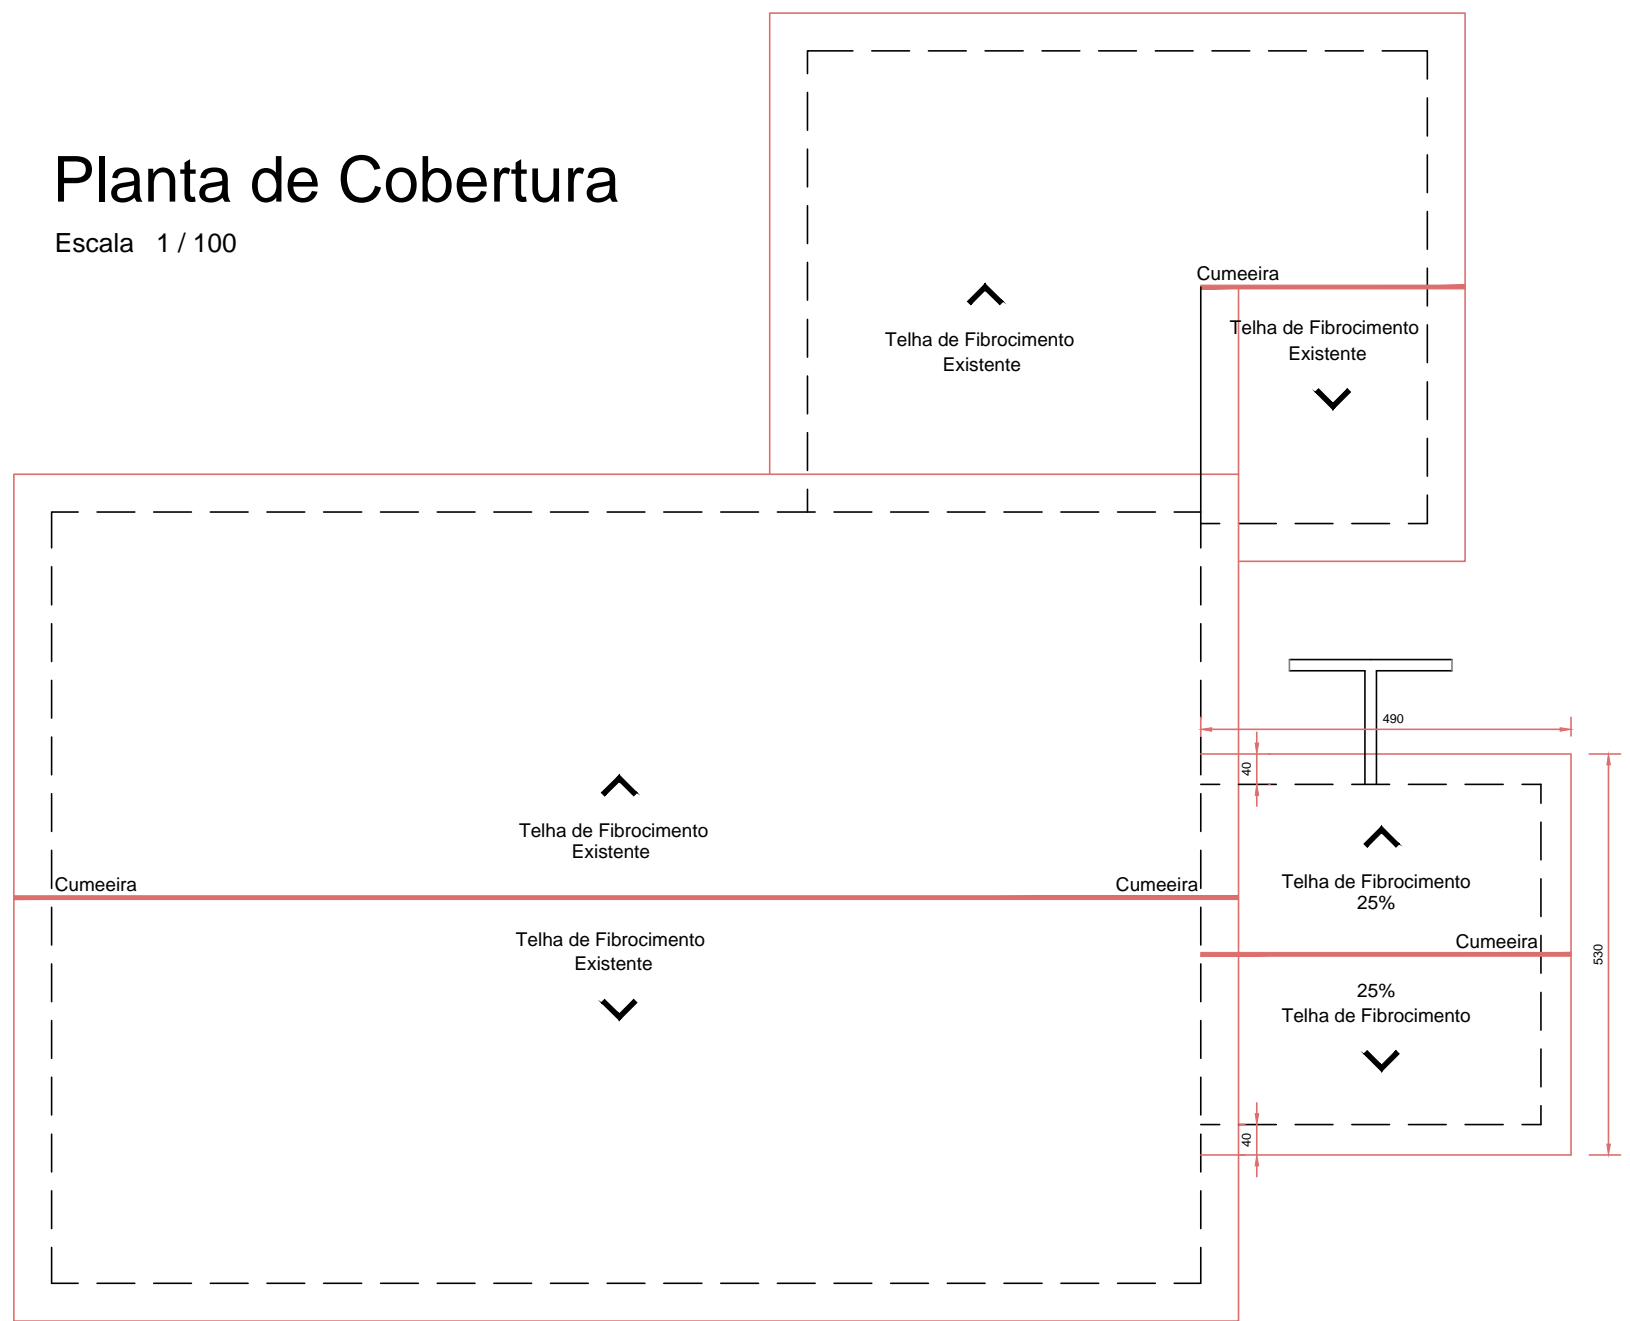 Planta de Cobertura
Escala 1 / 100
Cumeeira
Telha de Fibrocimento
Existente
Telha de Fibrocimento
Existente
490
40
Telha de Fibrocimento
Existente
Cumeeira
Cumeeira
Telha de Fibrocimento
25%
Cumeeira
530
Telha de Fibrocimento
Existente
25%
Telha de Fibrocimento
40